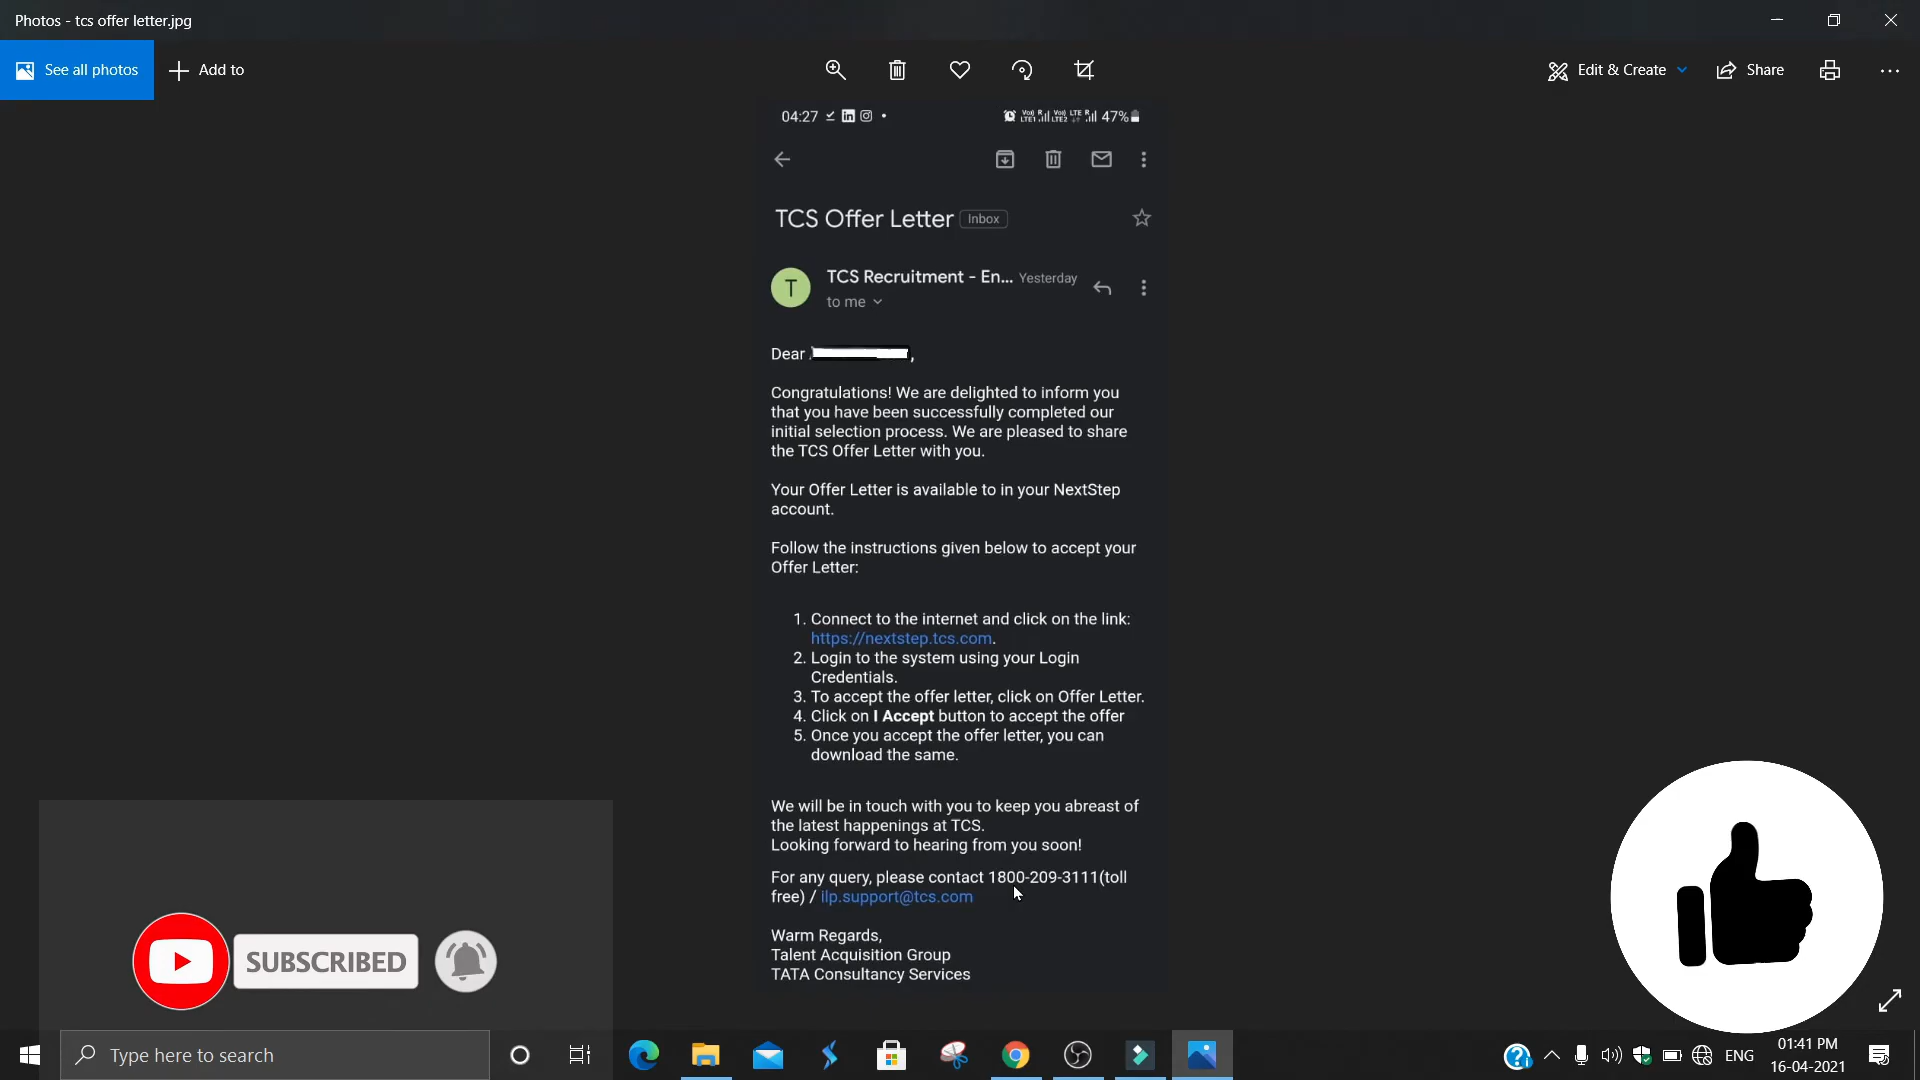 Photos - tcs offer letter.jpg
See all photos
Add to
Edit & Create
Share
04:27
47%
TCS Offer Letter Inbox
TCS Recruitment - En... Yesterday
T
to me
Dear ,
Congratulations! We are delighted to inform you
that you have been successfully completed our
initial selection process. We are pleased to share
the TCS Offer Letter with you.
Your Offer Letter is available to in your NextStep
account.
Follow the instructions given below to accept your
Offer Letter:
1. Connect to the internet and click on the link:
https://nextstep.tcs.com.
2. Login to the system using your Login
Credentials.
3. To accept the offer letter, click on Offer Letter.
4. Click on I Accept button to accept the offer
5. Once you accept the offer letter, you can
download the same.
We will be in touch with you to keep you abreast of
the latest happenings at TCS.
Looking forward to hearing from you soon!
For any query, please contact 1800-209-3111(toll
free) / ilp.support@tcs.com
Warm Regards,
Talent Acquisition Group
TATA Consultancy Services
SUBSCRIBED
Type here to search
ENG
01:41 PM
16-04-2021